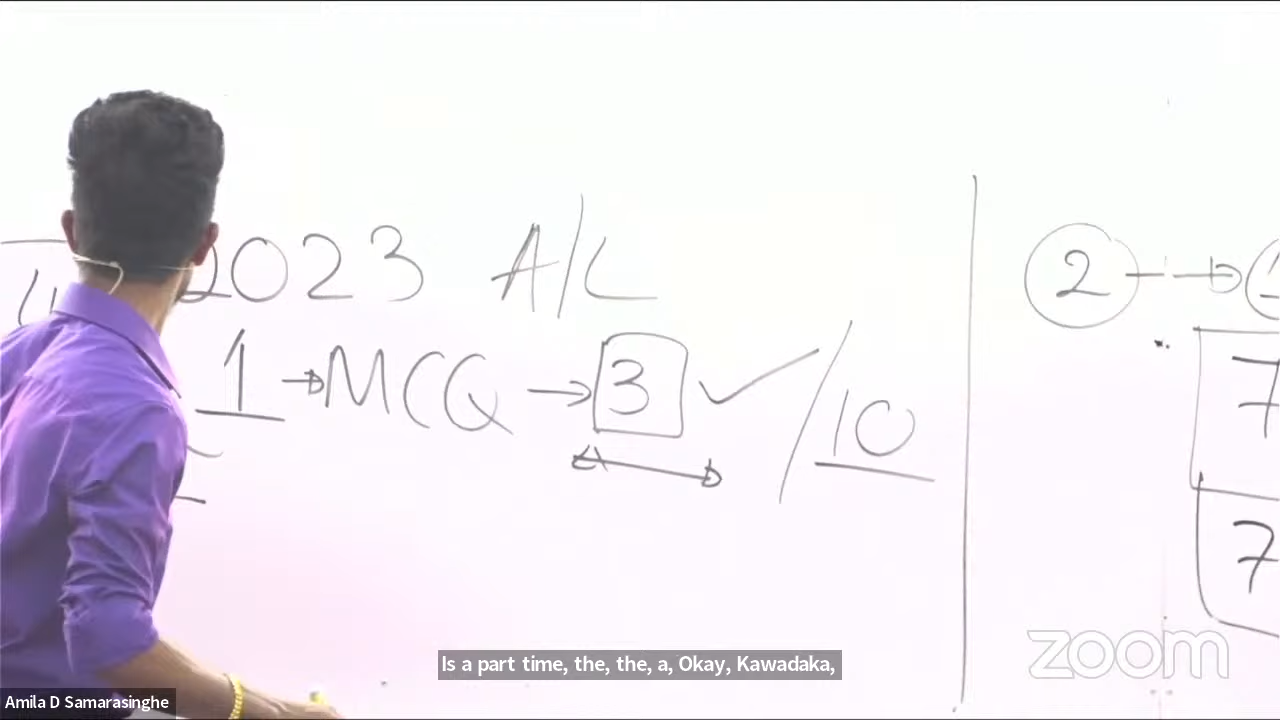 2023 A/L
1 → MCQ → 3 ✓ / 10
2 →
7
7
Is a part time, the, the, a, Okay, Kawadaka,
zoom
Amila D Samarasinghe